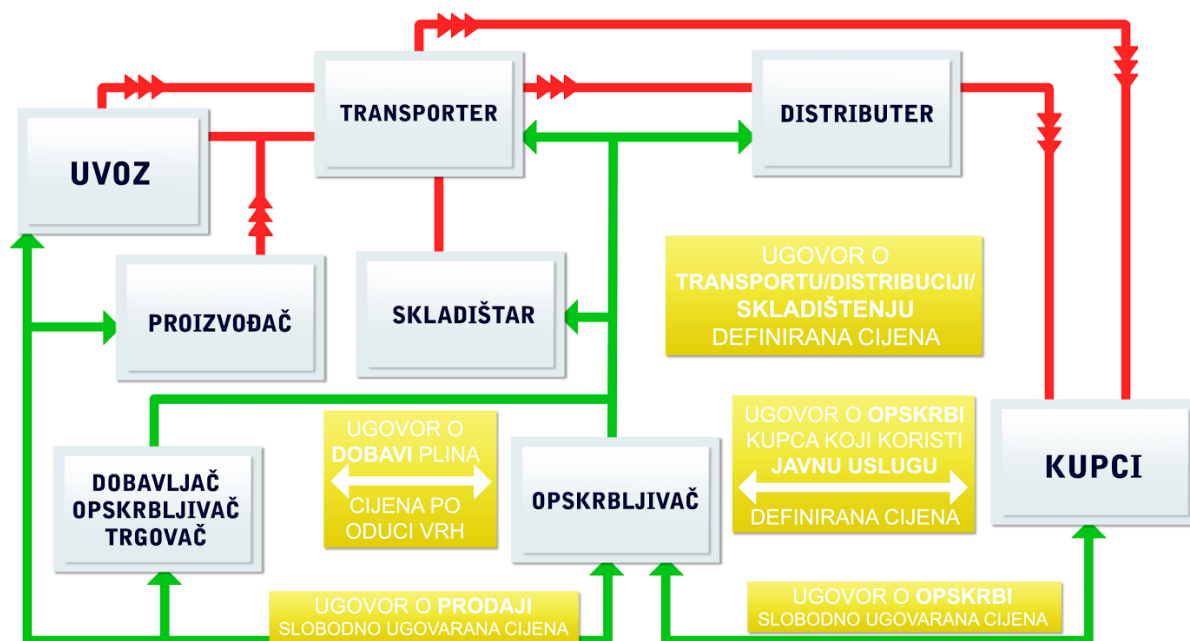 TRANSPORTER
DISTRIBUTER
UVOZ
PROIZVOĐAČ
SKLADIŠTAR
UGOVOR O
TRANSPORTU/DISTRIBUCIJI/
SKLADIŠTENJU
DEFINIRANA CIJENA
DOBAVLJAČ
OPSKRBLJIVAČ
TRGOVAČ
UGOVOR O
DOBAVI PLINA
CIJENA PO
ODUCI VRH
OPSKRBLJIVAČ
UGOVOR O OPSKRBI
KUPCA KOJI KORISTI
JAVNU USLUGU
DEFINIRANA CIJENA
KUPCI
UGOVOR O PRODAJI
SLOBODNO UGOVARANA CIJENA
UGOVOR O OPSKRBI
SLOBODNO UGOVARANA CIJENA